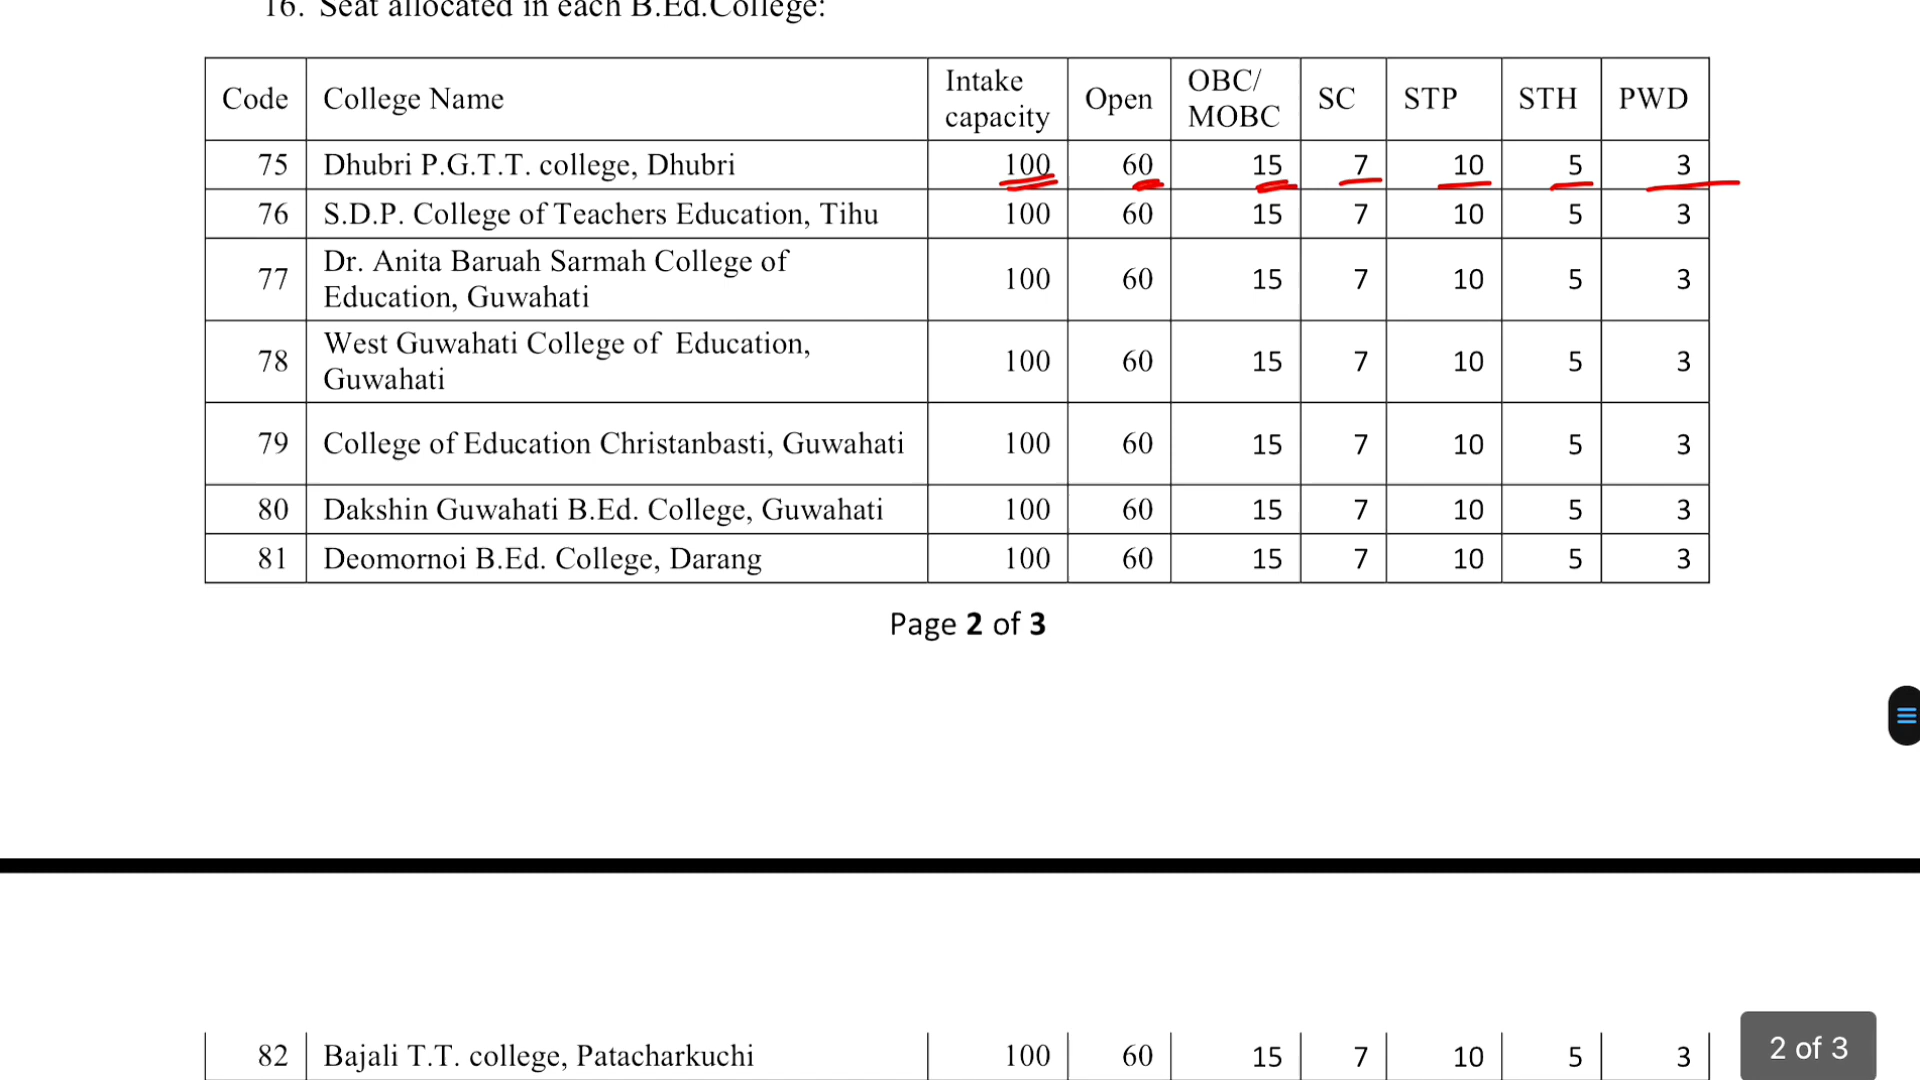 16. Seat allocated in each B.Ed.College:
Code College Name Intake capacity Open OBC/ MOBC SC STP STH PWD
75 Dhubri P.G.T.T. college, Dhubri 100 60 15 7 10 5 3
76 S.D.P. College of Teachers Education, Tihu 100 60 15 7 10 5 3
77 Dr. Anita Baruah Sarmah College of Education, Guwahati 100 60 15 7 10 5 3
78 West Guwahati College of Education, Guwahati 100 60 15 7 10 5 3
79 College of Education Christanbasti, Guwahati 100 60 15 7 10 5 3
80 Dakshin Guwahati B.Ed. College, Guwahati 100 60 15 7 10 5 3
81 Deomornoi B.Ed. College, Darang 100 60 15 7 10 5 3
Page 2 of 3
82 Bajali T.T. college, Patacharkuchi 100 60 15 7 10 5 3
2 of 3